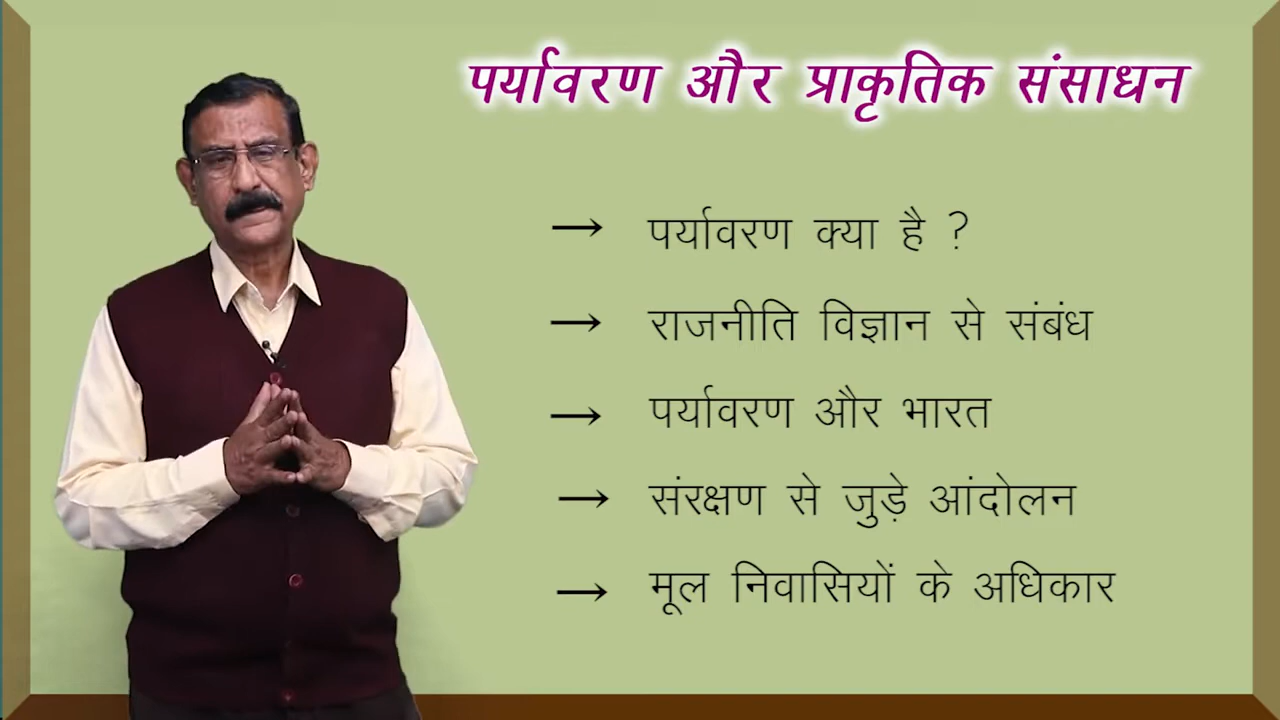 पर्यावरण और प्राकृतिक संसाधन
→ पर्यावरण क्या है ?
→ राजनीति विज्ञान से संबंध
→ पर्यावरण और भारत
→ संरक्षण से जुड़े आंदोलन
→ मूल निवासियों के अधिकार